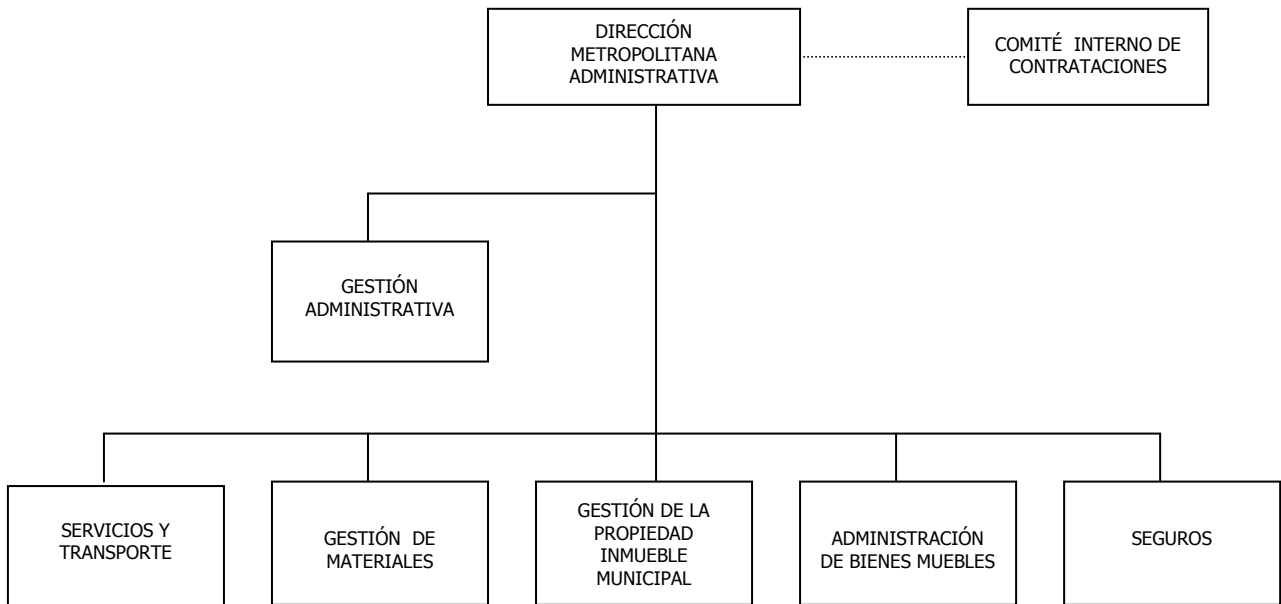 DIRECCIÓN
METROPOLITANA
ADMINISTRATIVA
COMITÉ INTERNO DE
CONTRATACIONES
GESTIÓN
ADMINISTRATIVA
SERVICIOS Y
TRANSPORTE
GESTIÓN DE
MATERIALES
GESTIÓN DE LA
PROPIEDAD
INMUEBLE
MUNICIPAL
ADMINISTRACIÓN
DE BIENES MUEBLES
SEGUROS